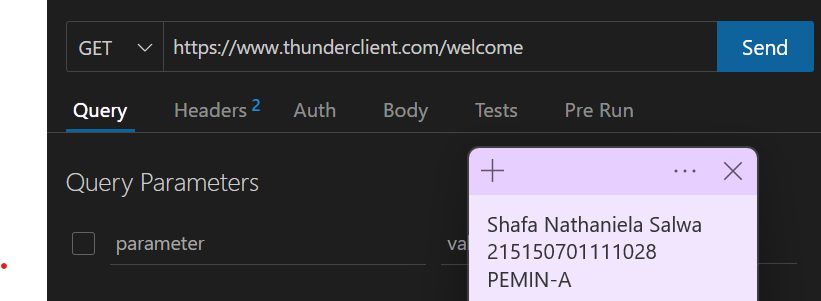 GET https://www.thunderclient.com/welcome Send
Query Headers 2 Auth Body Tests Pre Run
Query Parameters
parameter
Shafa Nathaniela Salwa
215150701111028
PEMIN-A